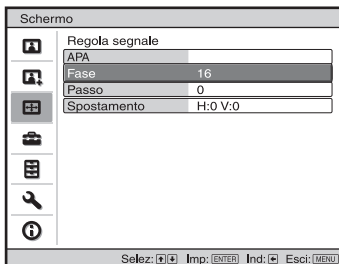 Schermo
Regola segnale
APA
Fase 16
Passo 0
Spostamento H:0 V:0
Selez: Imp: ENTER Ind: Esci: MENU